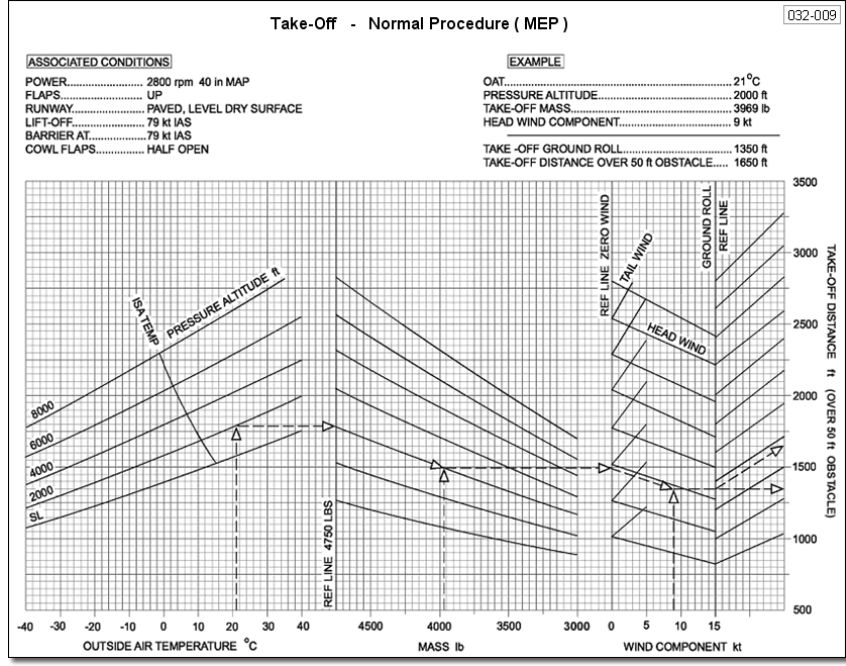 Take-Off - Normal Procedure ( MEP )
032-009
ASSOCIATED CONDITIONS
POWER...................... 2800 rpm 40 in MAP
FLAPS......................... UP
RUNWAY..................... PAVED, LEVEL DRY SURFACE
LIFT-OFF..................... 79 kt IAS
BARRIER AT................. 79 kt IAS
COWL FLAPS................ HALF OPEN
EXAMPLE
OAT.................................................................. 21°C
PRESSURE ALTITUDE........................................ 2000 ft
TAKE-OFF MASS................................................ 3969 lb
HEAD WIND COMPONENT.................................. 9 kt
TAKE -OFF GROUND ROLL................................. 1350 ft
TAKE-OFF DISTANCE OVER 50 ft OBSTACLE..... 1650 ft
ISA TEMP
PRESSURE ALTITUDE ft
8000
6000
4000
2000
SL
REF LINE 4750 LBS
REF LINE ZERO WIND
TAIL WIND
HEAD WIND
GROUND ROLL
REF LINE
3500
3000
2500
2000
1500
1000
500
TAKE-OFF DISTANCE ft (OVER 50 ft OBSTACLE)
-40 -30 -20 -10 0 10 20 30 40 4500 4000 3500 3000 0 5 10 15
OUTSIDE AIR TEMPERATURE °C
MASS lb
WIND COMPONENT kt